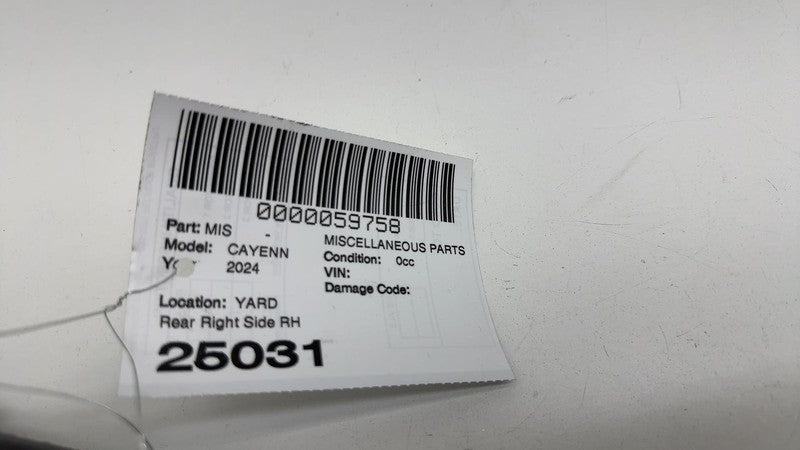 0000059758
Part: MIS - MISCELLANEOUS PARTS
Model: CAYENN Condition: 0cc
2024 VIN:
Damage Code:
Location: YARD
Rear Right Side RH
25031